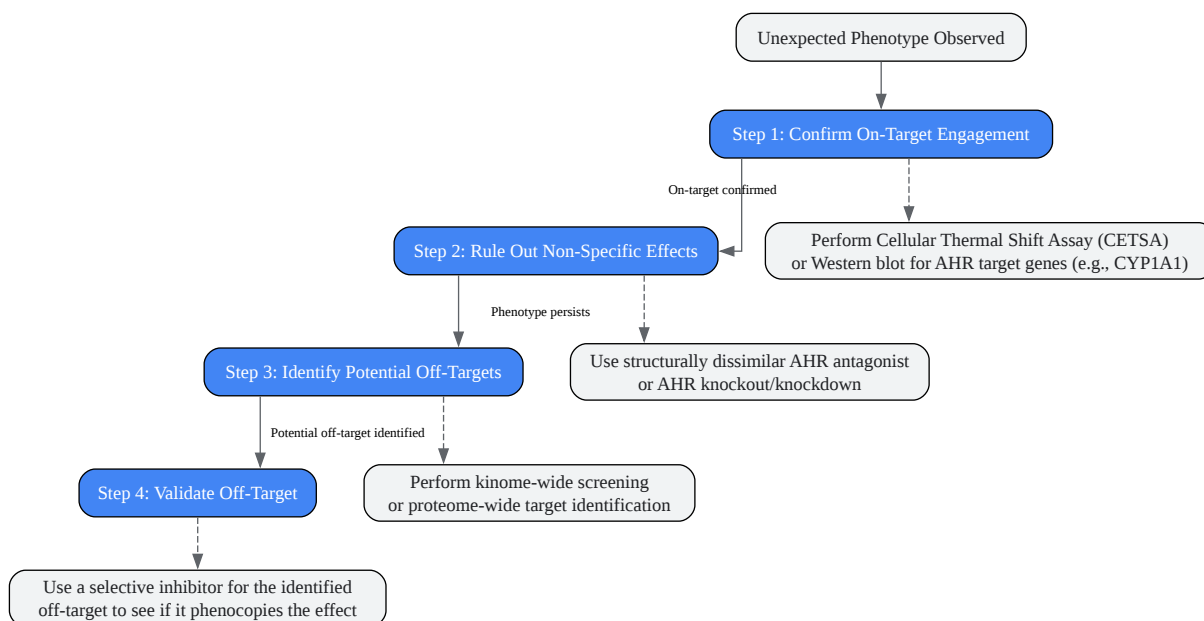 Unexpected Phenotype Observed
Step 1: Confirm On-Target Engagement
On-target confirmed
Perform Cellular Thermal Shift Assay (CETSA)
or Western blot for AHR target genes (e.g., CYP1A1)
Step 2: Rule Out Non-Specific Effects
Phenotype persists
Use structurally dissimilar AHR antagonist
or AHR knockout/knockdown
Step 3: Identify Potential Off-Targets
Potential off-target identified
Perform kinome-wide screening
or proteome-wide target identification
Step 4: Validate Off-Target
Use a selective inhibitor for the identified
off-target to see if it phenocopies the effect